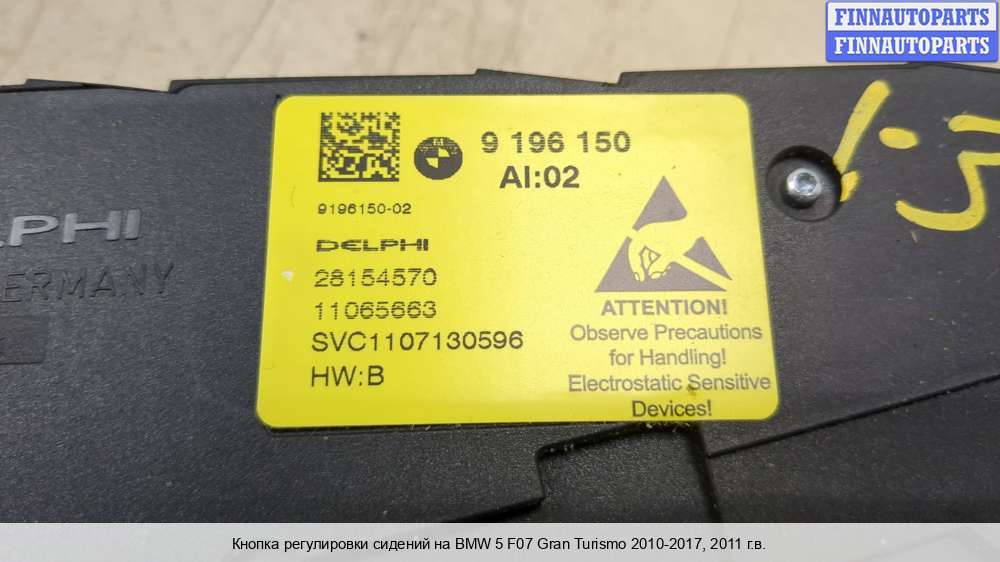 FINNAUTOPARTS
FINNAUTOPARTS
9 196 150
AI:02
9196150-02
DELPHI
28154570
11065663
SVC1107130596
HW:B
ATTENTION!
Observe Precautions
for Handling!
Electrostatic Sensitive
Devices!
LPHI
ERMANY
Кнопка регулировки сидений на BMW 5 F07 Gran Turismo 2010-2017, 2011 г.в.